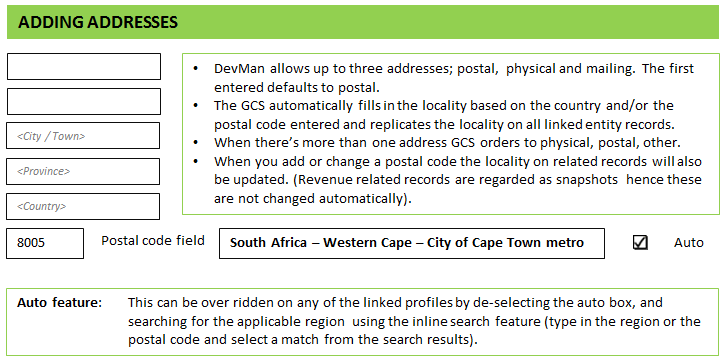 ADDING ADDRESSES
• DevMan allows up to three addresses; postal, physical and mailing. The first
entered defaults to postal.
• The GCS automatically fills in the locality based on the country and/or the
postal code entered and replicates the locality on all linked entity records.
• When there's more than one address GCS orders to physical, postal, other.
• When you add or change a postal code the locality on related records will also
be updated. (Revenue related records are regarded as snapshots hence these
are not changed automatically).
<City / Town>
<Province>
<Country>
8005 Postal code field South Africa – Western Cape – City of Cape Town metro Auto
Auto feature: This can be over ridden on any of the linked profiles by de-selecting the auto box, and
searching for the applicable region using the inline search feature (type in the region or the
postal code and select a match from the search results).